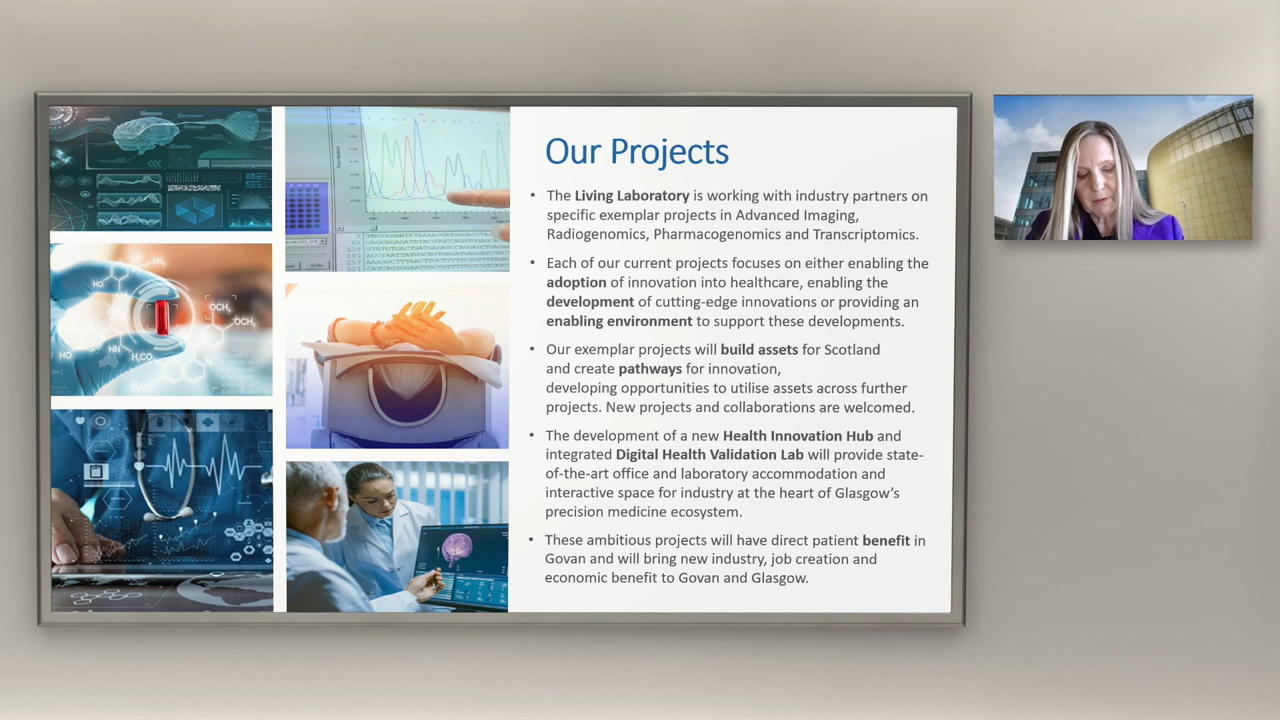 Our Projects
• The Living Laboratory is working with industry partners on
specific exemplar projects in Advanced Imaging,
Radiogenomics, Pharmacogenomics and Transcriptomics.
• Each of our current projects focuses on either enabling the
adoption of innovation into healthcare, enabling the
development of cutting-edge innovations or providing an
enabling environment to support these developments.
• Our exemplar projects will build assets for Scotland
and create pathways for innovation,
developing opportunities to utilise assets across further
projects. New projects and collaborations are welcomed.
• The development of a new Health Innovation Hub and
integrated Digital Health Validation Lab will provide state-
of-the-art office and laboratory accommodation and
interactive space for industry at the heart of Glasgow’s
precision medicine ecosystem.
• These ambitious projects will have direct patient benefit in
Govan and will bring new industry, job creation and
economic benefit to Govan and Glasgow.
HO
OCH₃
OCH₃
HO
HN
H₃CO
H₃CO